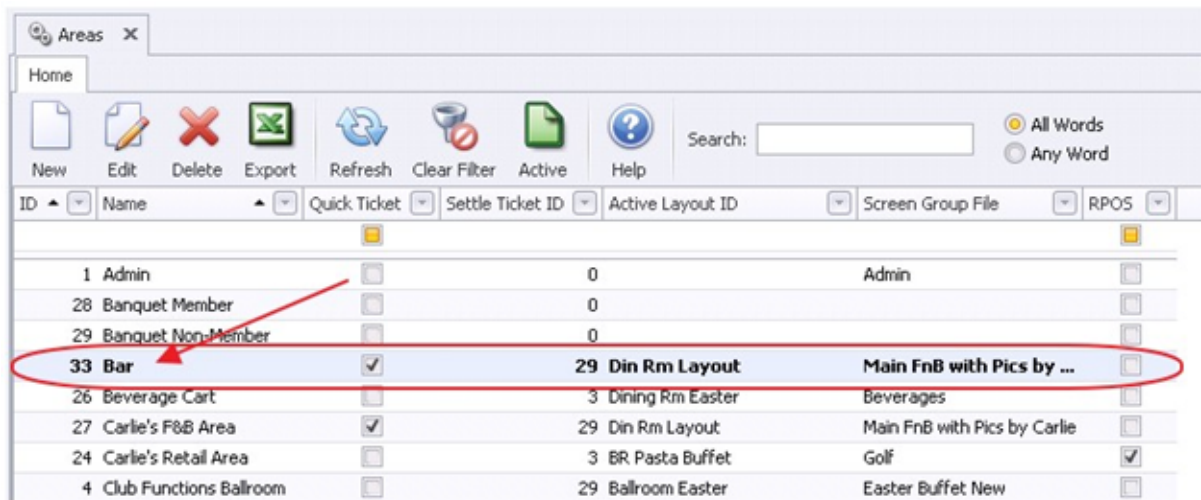 Areas
Home
New Edit Delete Export Refresh Clear Filter Active Help Search: All Words
Any Word
ID Name Quick Ticket Settle Ticket ID Active Layout ID Screen Group File RPOS
1 Admin 0 Admin
28 Banquet Member 0
29 Banquet Non-Member 0
33 Bar 29 Din Rm Layout Main FnB with Pics by ...
26 Beverage Cart 3 Dining Rm Easter Beverages
27 Carlie's F&B Area 29 Din Rm Layout Main FnB with Pics by Carlie
24 Carlie's Retail Area 3 BR Pasta Buffet Golf
4 Club Functions Ballroom 29 Ballroom Easter Easter Buffet New